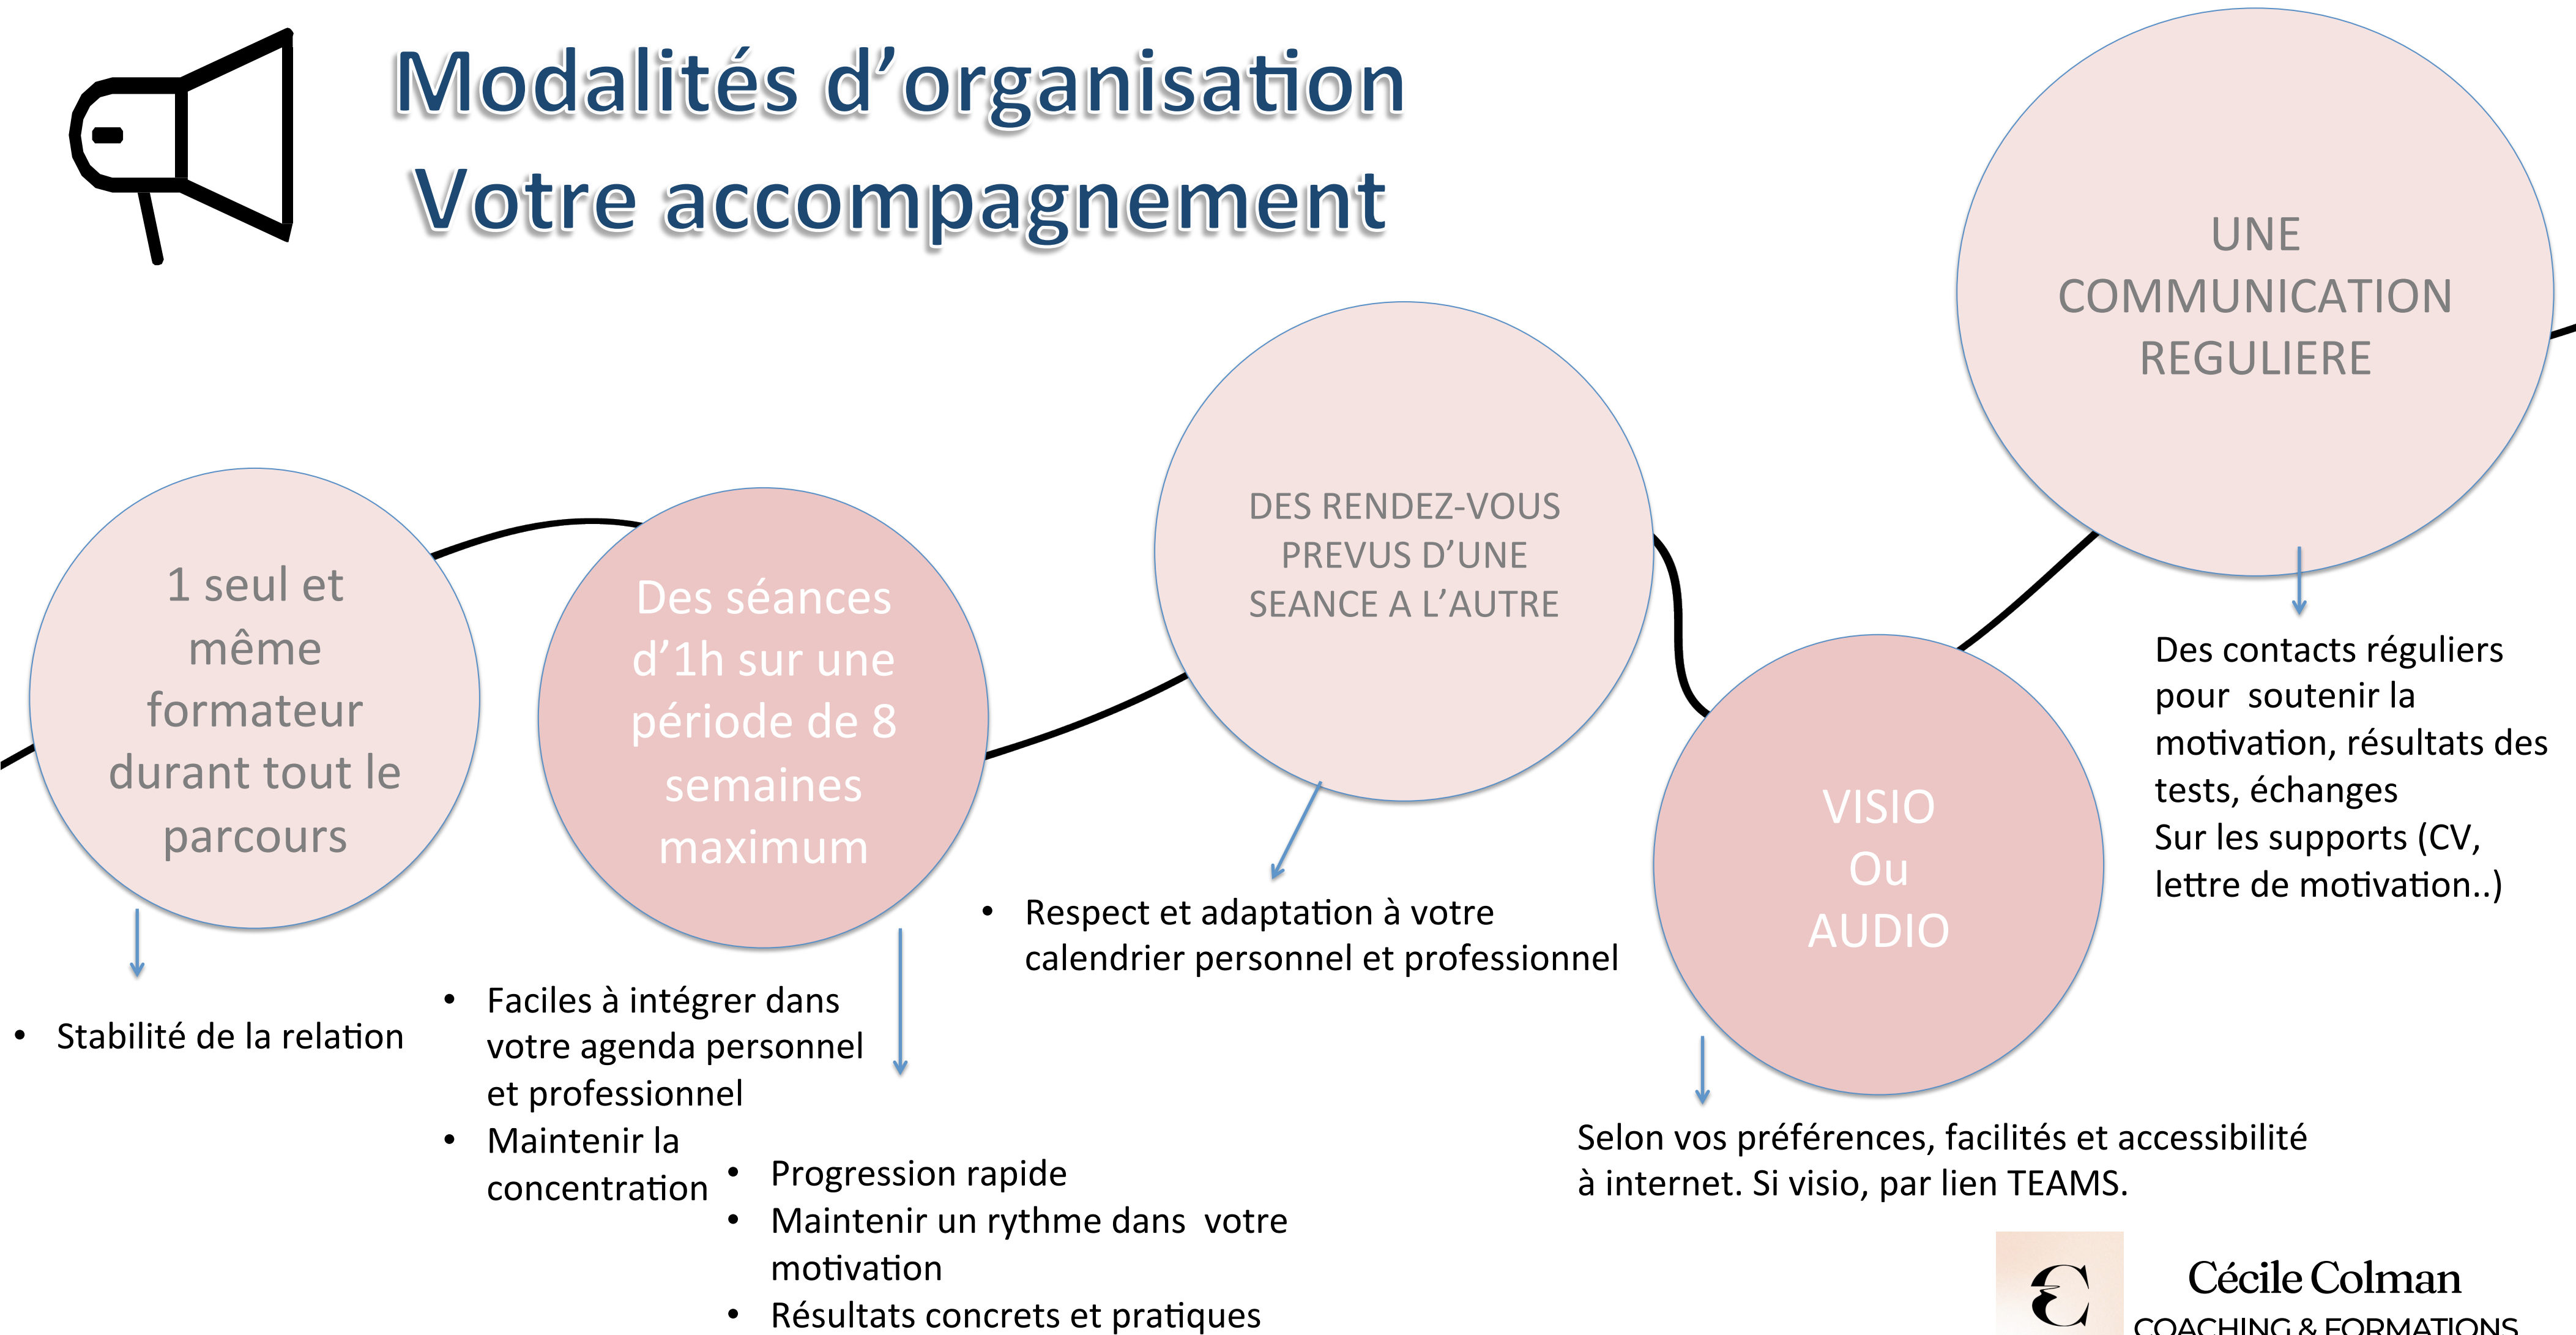 Modalités d’organisation
Votre accompagnement
1 seul et
même
formateur
durant tout le
parcours
• Stabilité de la relation
Des séances
d’1h sur une
période de 8
semaines
maximum
• Faciles à intégrer dans
votre agenda personnel
et professionnel
• Maintenir la
concentration
• Progression rapide
• Maintenir un rythme dans  votre
motivation
• Résultats concrets et pratiques
DES RENDEZ-VOUS
PREVUS D’UNE
SEANCE A L’AUTRE
• Respect et adaptation à votre
calendrier personnel et professionnel
VISIO
Ou
AUDIO
Selon vos préférences, facilités et accessibilité
à internet. Si visio, par lien TEAMS.
UNE
COMMUNICATION
REGULIERE
Des contacts réguliers
pour  soutenir la
motivation, résultats des
tests, échanges
Sur les supports (CV,
lettre de motivation..)
Cécile Colman
COACHING & FORMATIONS